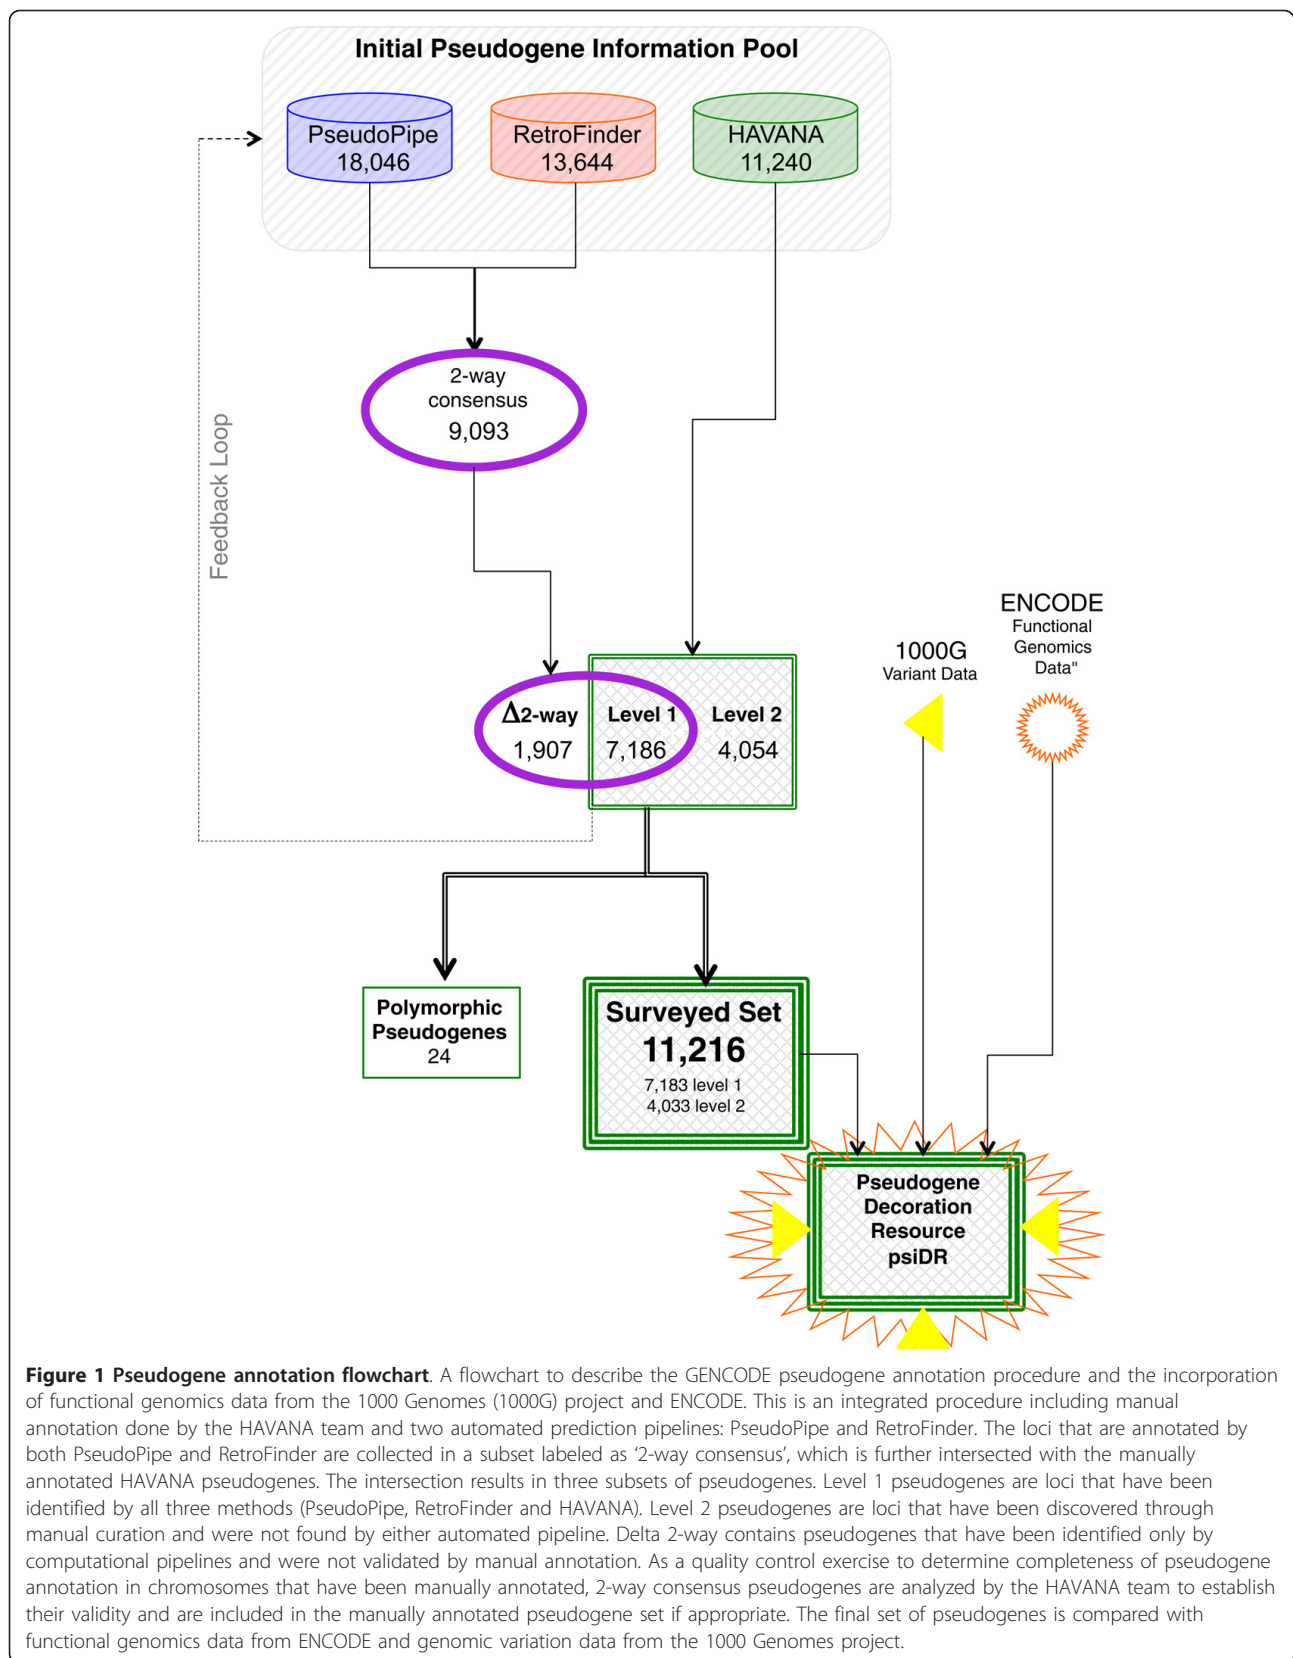 Initial Pseudogene Information Pool
PseudoPipe
18,046
RetroFinder
13,644
HAVANA
11,240
2-way
consensus
9,093
Feedback Loop
ENCODE
Functional
Genomics
Data"
1000G
Variant Data
Δ2-way
1,907
Level 1
7,186
Level 2
4,054
Polymorphic
Pseudogenes
24
Surveyed Set
11,216
7,183 level 1
4,033 level 2
Pseudogene
Decoration
Resource
psiDR
Figure 1 Pseudogene annotation flowchart. A flowchart to describe the GENCODE pseudogene annotation procedure and the incorporation
of functional genomics data from the 1000 Genomes (1000G) project and ENCODE. This is an integrated procedure including manual
annotation done by the HAVANA team and two automated prediction pipelines: PseudoPipe and RetroFinder. The loci that are annotated by
both PseudoPipe and RetroFinder are collected in a subset labeled as ‘2-way consensus’, which is further intersected with the manually
annotated HAVANA pseudogenes. The intersection results in three subsets of pseudogenes. Level 1 pseudogenes are loci that have been
identified by all three methods (PseudoPipe, RetroFinder and HAVANA). Level 2 pseudogenes are loci that have been discovered through
manual curation and were not found by either automated pipeline. Delta 2-way contains pseudogenes that have been identified only by
computational pipelines and were not validated by manual annotation. As a quality control exercise to determine completeness of pseudogene
annotation in chromosomes that have been manually annotated, 2-way consensus pseudogenes are analyzed by the HAVANA team to establish
their validity and are included in the manually annotated pseudogene set if appropriate. The final set of pseudogenes is compared with
functional genomics data from ENCODE and genomic variation data from the 1000 Genomes project.